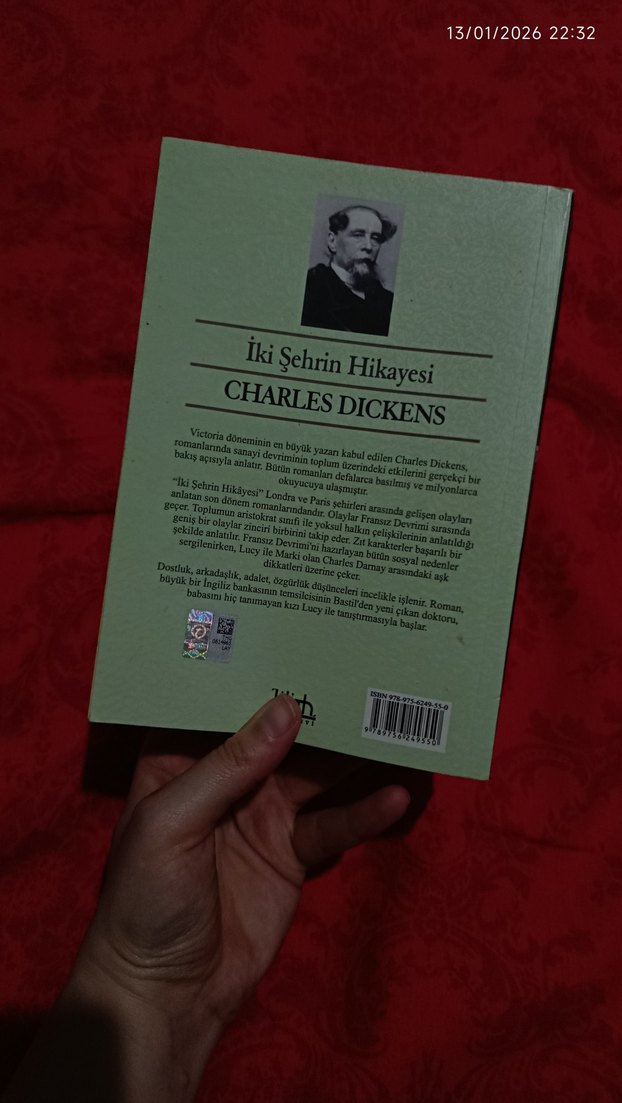 13/01/2026 22:32
İki Şehrin Hikayesi
CHARLES DICKENS
Victoria döneminin en büyük yazarı kabul edilen Charles Dickens,
romanlarında sanayi devriminin toplum üzerindeki etkilerini gerçekçi bir
bakış açısıyla anlatır. Bütün romanları defalarca basılmış ve milyonlarca
okuyucuya ulaşmıştır.
“İki Şehrin Hikâyesi” Londra ve Paris şehirleri arasında gelişen olayları
anlatan son dönem romanlarındandır. Olaylar Fransız Devrimi sırasında
geçer. Toplumun aristokrat sınıfı ile yoksul halkın çelişkilerinin anlatıldığı
geniş bir olaylar zinciri birbirini takip eder. Zıt karakterler başarılı bir
şekilde anlatılır. Fransız Devrimi'ni hazırlayan bütün sosyal nedenler
sergilenirken, Lucy ile Marki olan Charles Darnay arasındaki aşk
dikkatleri üzerine çeker.
Dostluk, arkadaşlık, adalet, özgürlük düşünceleri incelikle işlenir. Roman,
büyük bir İngiliz bankasının temsilcisinin Bastil'den yeni çıkan doktoru,
babasını hiç tanımayan kızı Lucy ile tanıştırmasıyla başlar.
ISBN 978-975-6249-55-0
9 789756 249550